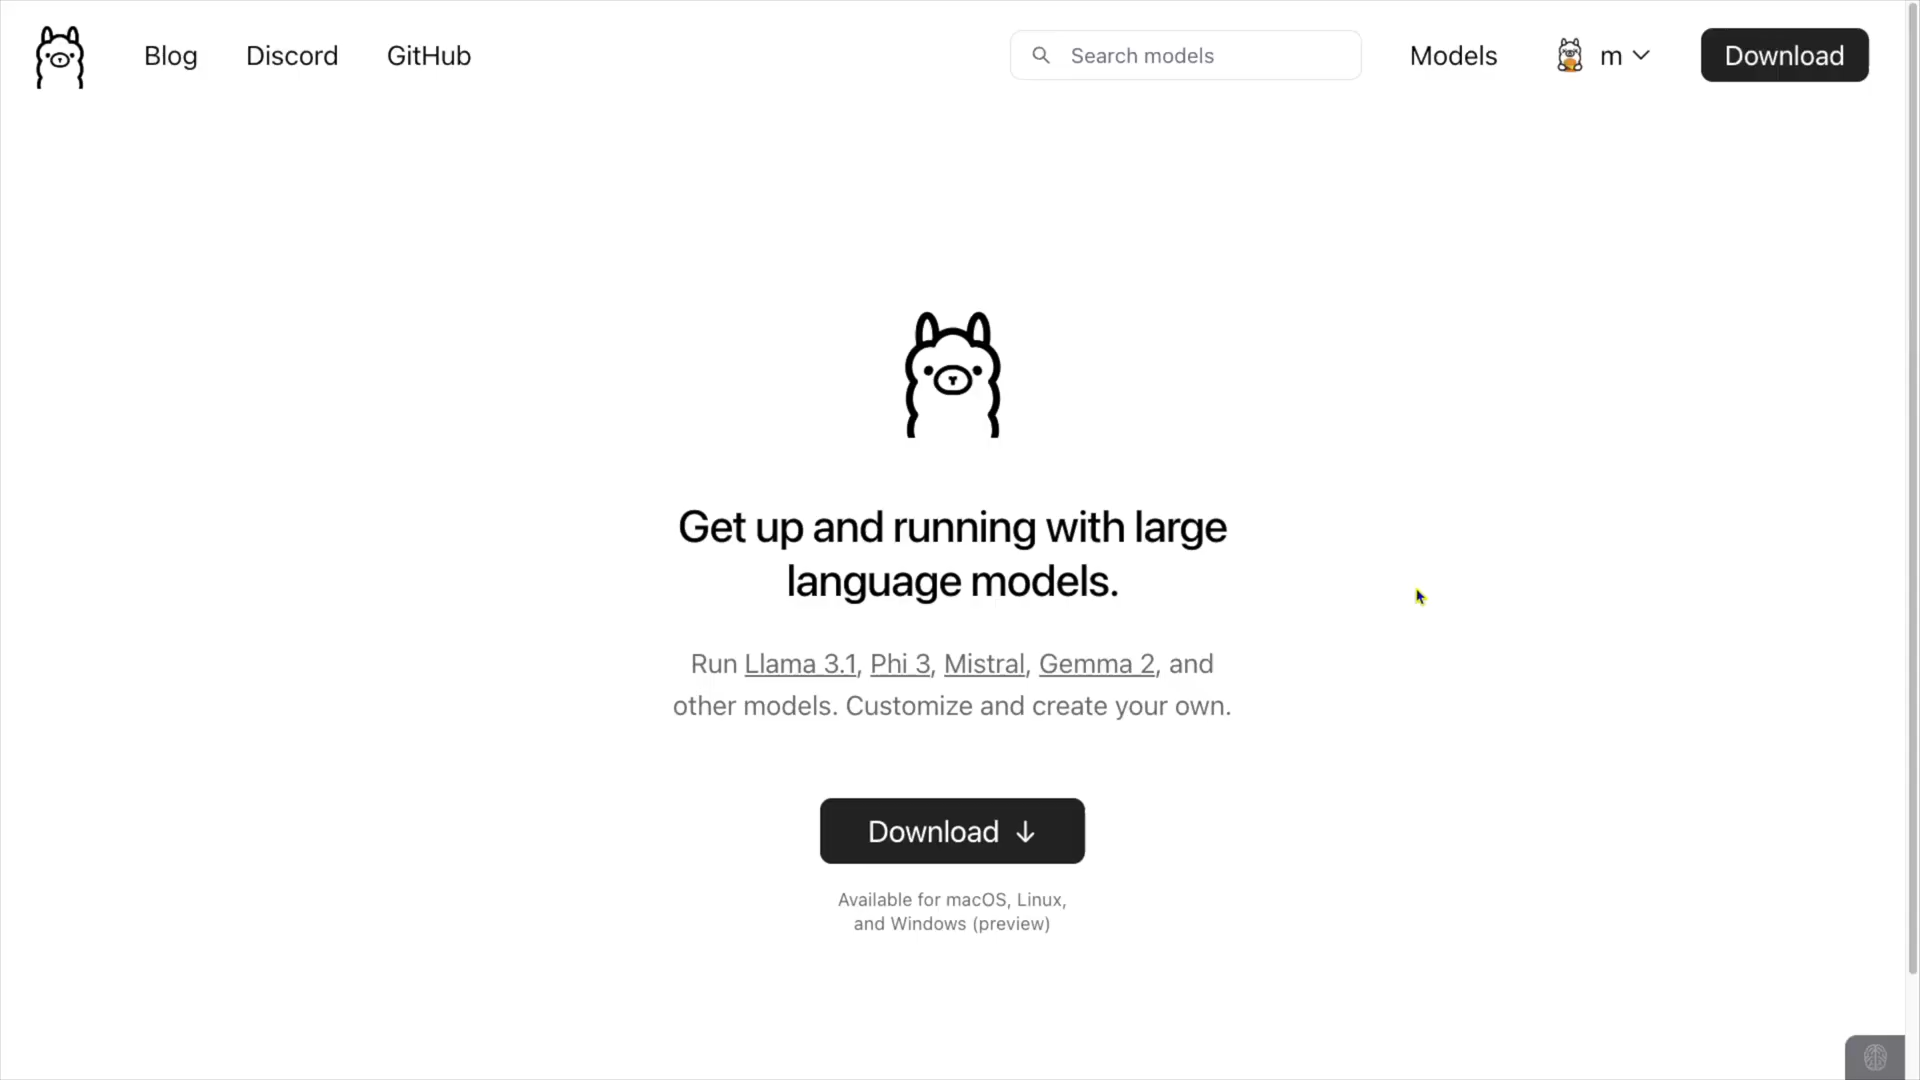 Blog Discord GitHub Search models Models m Download
Get up and running with large
language models.
Run Llama 3.1, Phi 3, Mistral, Gemma 2, and
other models. Customize and create your own.
Download ↓
Available for macOS, Linux,
and Windows (preview)